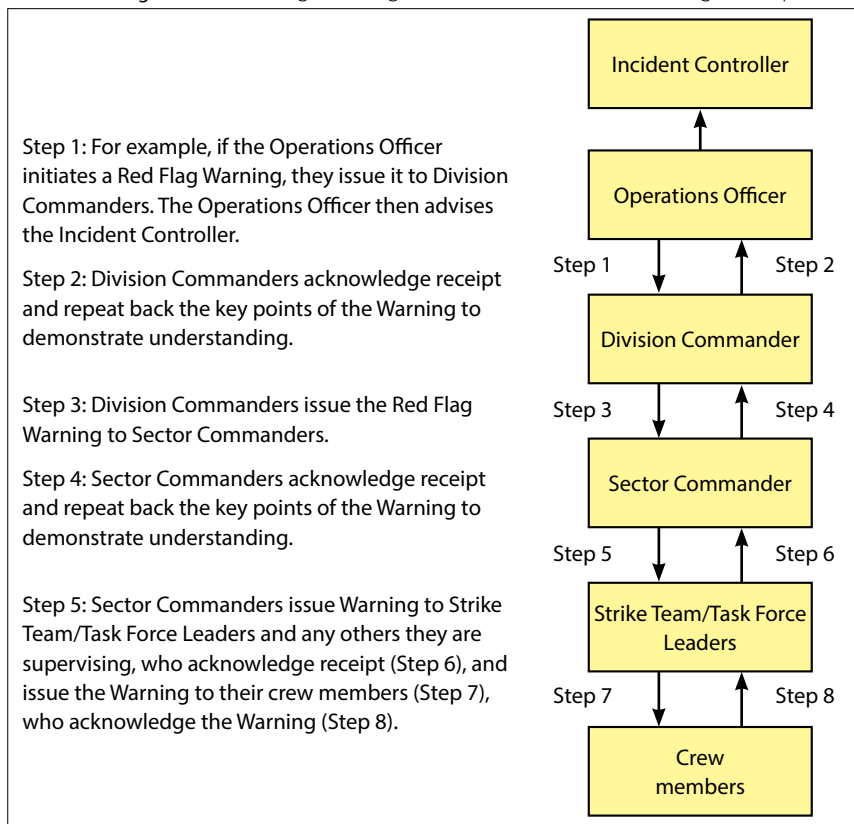 Step 1: For example, if the Operations Officer
initiates a Red Flag Warning, they issue it to Division
Commanders. The Operations Officer then advises
the Incident Controller.
Step 2: Division Commanders acknowledge receipt
and repeat back the key points of the Warning to
demonstrate understanding.
Step 3: Division Commanders issue the Red Flag
Warning to Sector Commanders.
Step 4: Sector Commanders acknowledge receipt
and repeat back the key points of the Warning to
demonstrate understanding.
Step 5: Sector Commanders issue Warning to Strike
Team/Task Force Leaders and any others they are
supervising, who acknowledge receipt (Step 6), and
issue the Warning to their crew members (Step 7),
who acknowledge the Warning (Step 8).
Incident Controller
Operations Officer
Step 1
Step 2
Division Commander
Step 3
Step 4
Sector Commander
Step 5
Step 6
Strike Team/Task Force
Leaders
Step 7
Step 8
Crew
members